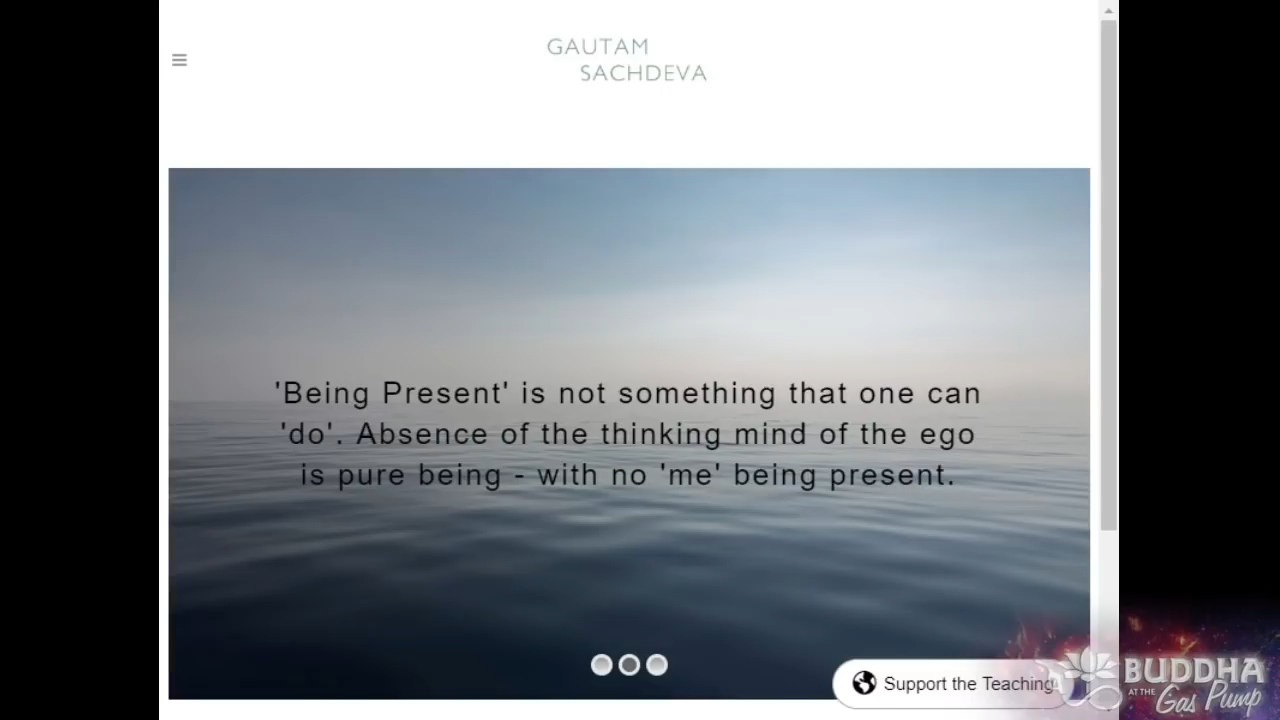 GAUTAM
SACHDEVA
'Being Present' is not something that one can
'do'. Absence of the thinking mind of the ego
is pure being - with no 'me' being present.
Support the Teaching
BUDDHA
AT THE
Gas Pump